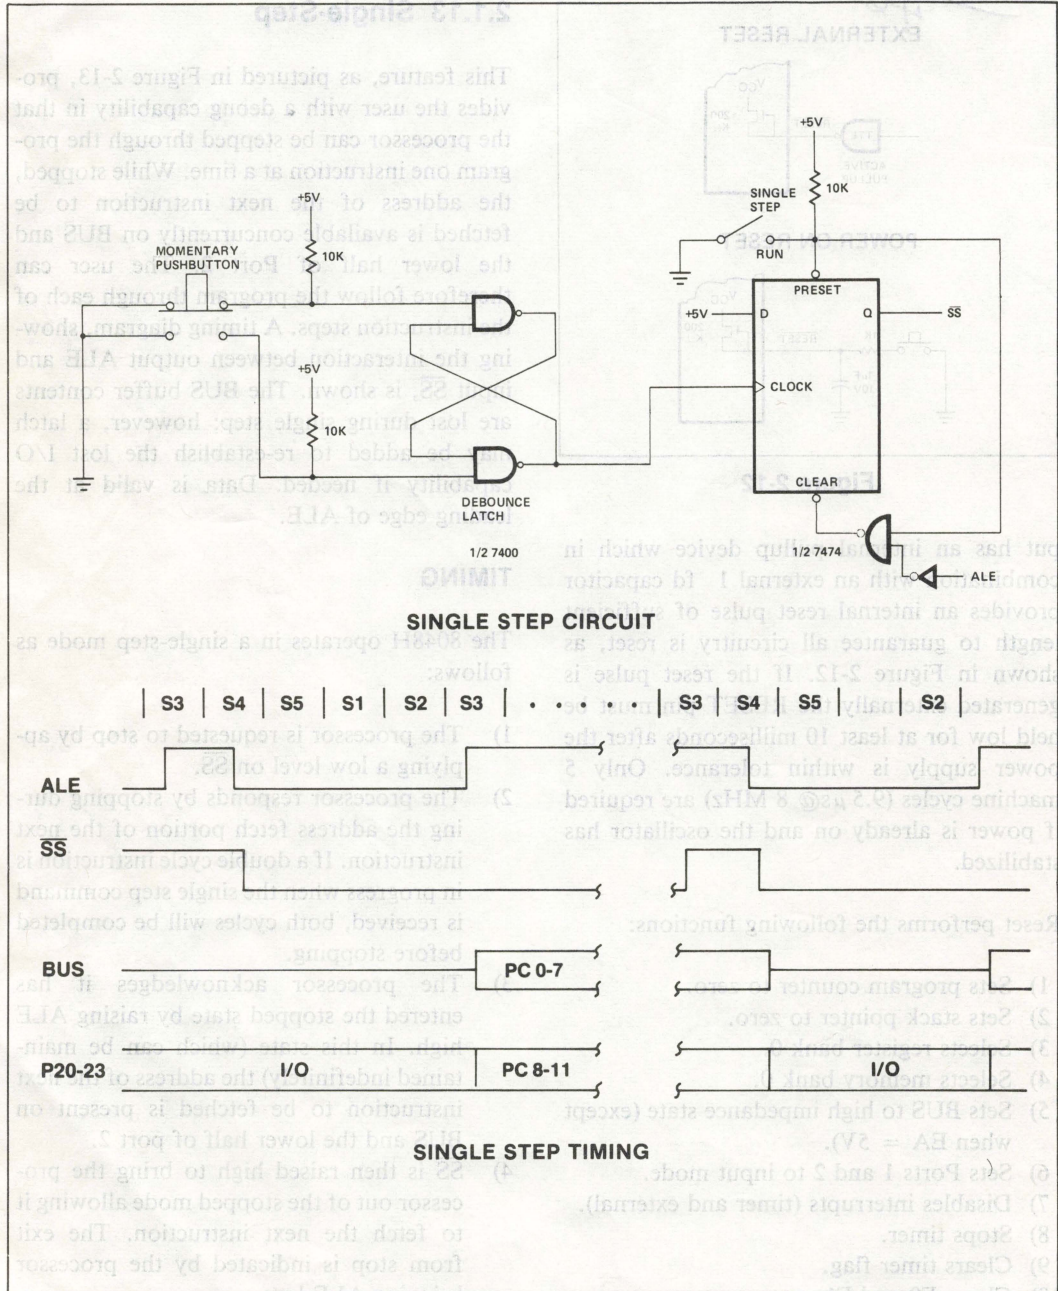 +5V
10K
SINGLE
STEP
RUN
+5V
10K
MOMENTARY
PUSHBUTTON
PRESET
+5V
D
Q
S̅S̅
+5V
10K
CLOCK
CLEAR
DEBOUNCE
LATCH
1/2 7400
1/2 7474
ALE
SINGLE STEP CIRCUIT
S3 S4 S5 S1 S2 S3 . . . . . . S3 S4 S5 S2
ALE
S̅S̅
BUS
PC 0-7
P20-23
I/O
PC 8-11
I/O
SINGLE STEP TIMING